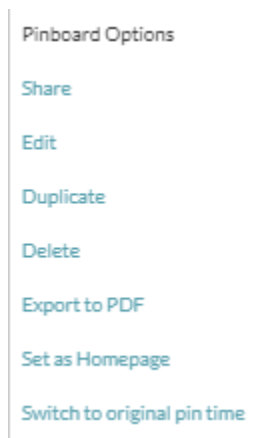 Pinboard Options
Share
Edit
Duplicate
Delete
Export to PDF
Set as Homepage
Switch to original pin time